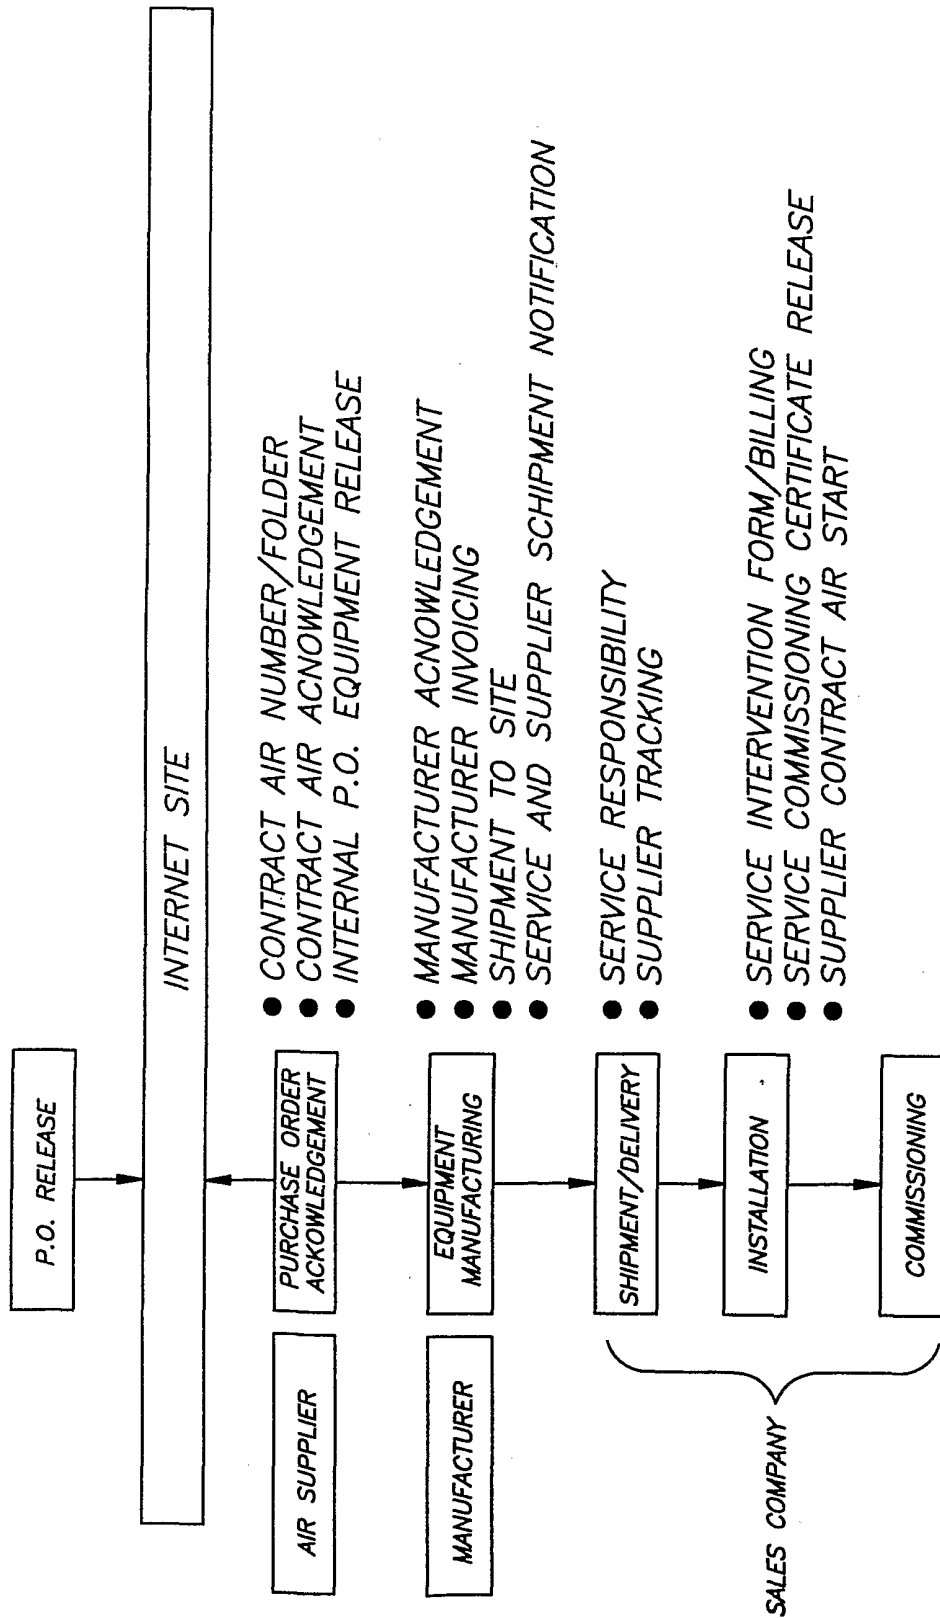 P.O. RELEASE
INTERNET SITE
AIR SUPPLIER
PURCHASE ORDER
ACKOWLEDGEMENT
● CONTRACT AIR NUMBER/FOLDER
● CONTRACT AIR ACNOWLEDGEMENT
● INTERNAL P.O. EQUIPMENT RELEASE
MANUFACTURER
EQUIPMENT
MANUFACTURING
● MANUFACTURER ACNOWLEDGEMENT
● MANUFACTURER INVOICING
● SHIPMENT TO SITE
● SERVICE AND SUPPLIER SCHIPMENT NOTIFICATION
SALES COMPANY
SHIPMENT/DELIVERY
● SERVICE RESPONSIBILITY
● SUPPLIER TRACKING
INSTALLATION
● SERVICE INTERVENTION FORM/BILLING
● SERVICE COMMISSIONING CERTIFICATE RELEASE
● SUPPLIER CONTRACT AIR START
COMMISSIONING